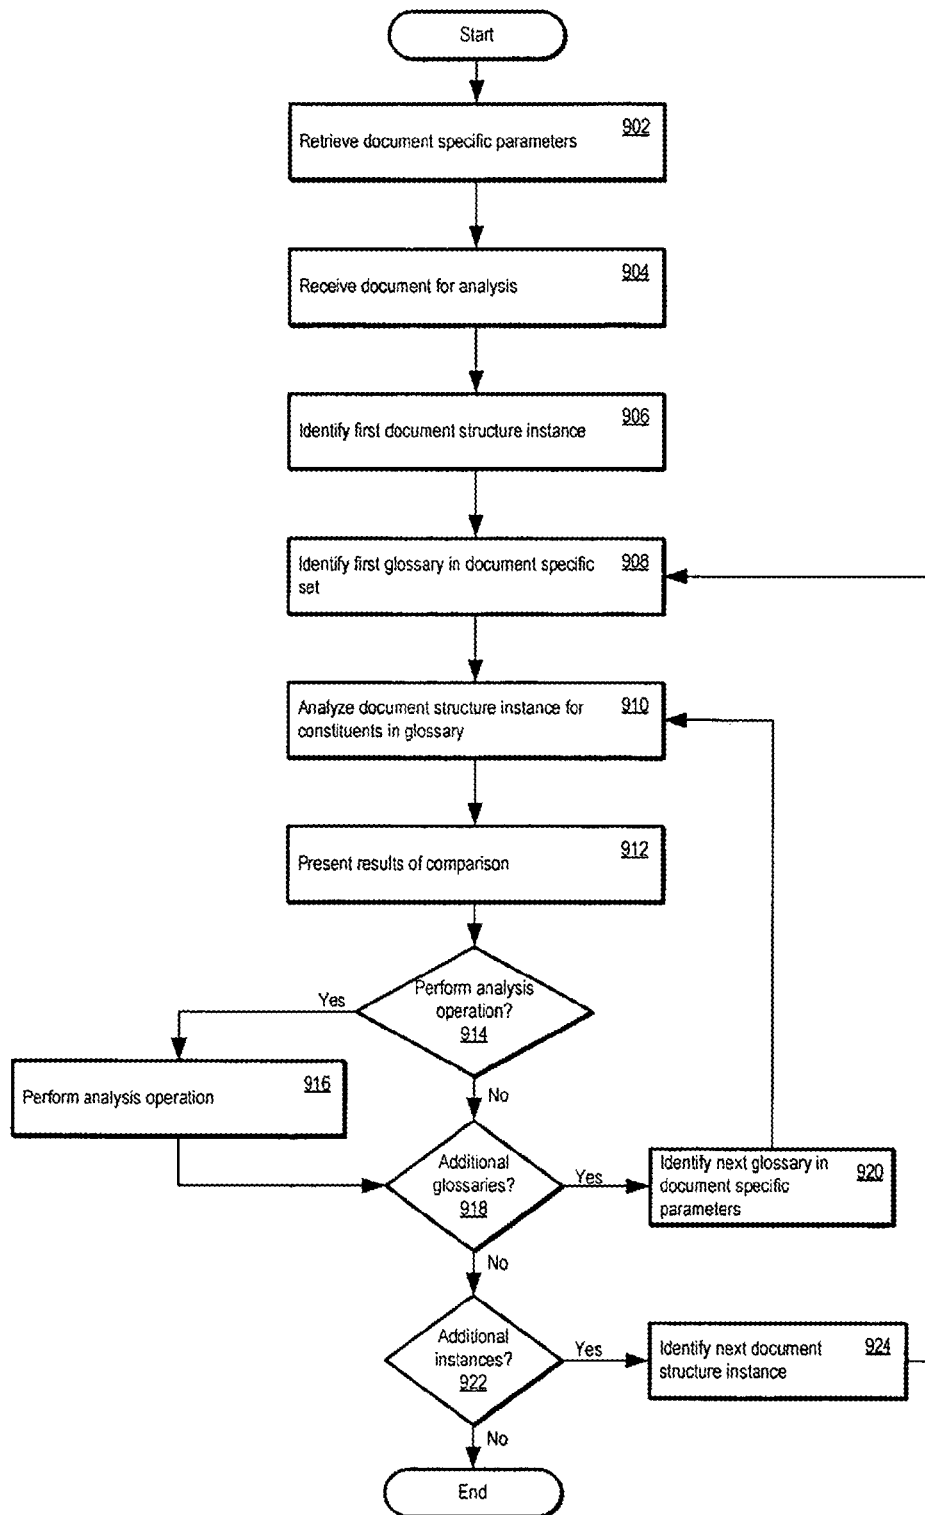 Start
902
Retrieve document specific parameters
904
Receive document for analysis
906
Identify first document structure instance
Identify first glossary in document specific
908
set
Analyze document structure instance for
910
constituents in glossary
912
Present results of comparison
Perform analysis
operation?
914
Yes
No
916
Perform analysis operation
Additional
glossaries?
918
Yes
No
Identify next glossary in
document specific
920
parameters
Additional
instances?
922
Yes
No
Identify next document
924
structure instance
End